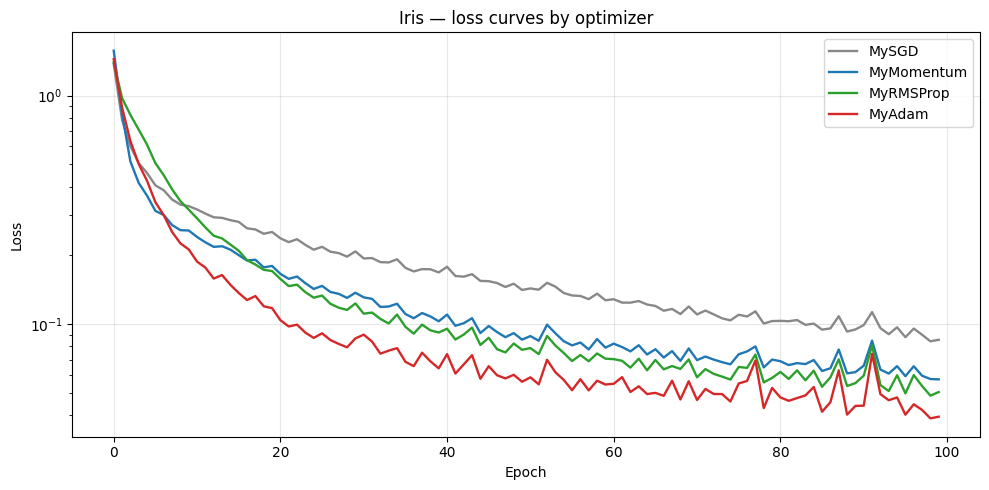 Iris — loss curves by optimizer
MySGD
MyMomentum
MyRMSProp
MyAdam
10⁰
10⁻¹
Loss
0 20 40 60 80 100
Epoch